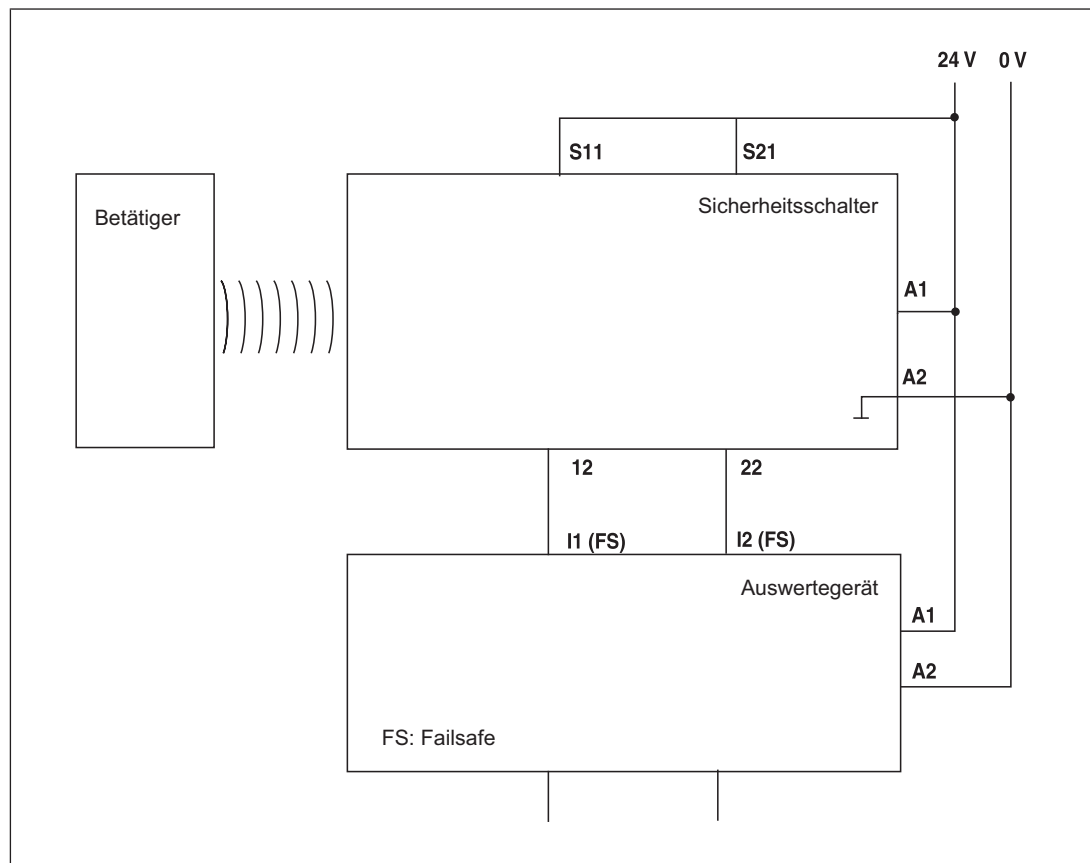 24 V 0 V
S11 S21
Betätiger
Sicherheitsschalter
A1
A2
12 22
I1 (FS) I2 (FS)
Auswertegerät
A1
A2
FS: Failsafe